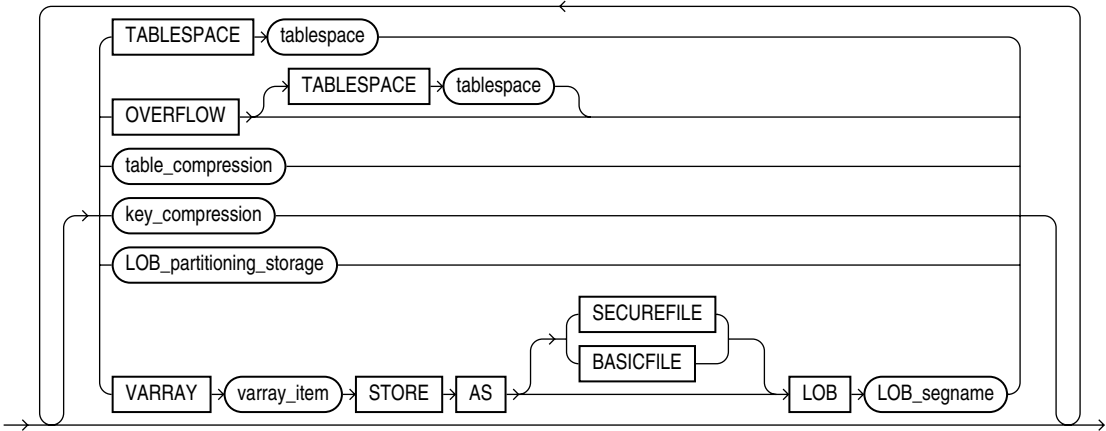 TABLESPACE tablespace
TABLESPACE tablespace
OVERFLOW
table_compression
key_compression
LOB_partitioning_storage
SECUREFILE
BASICFILE
VARRAY varray_item STORE AS LOB LOB_segname